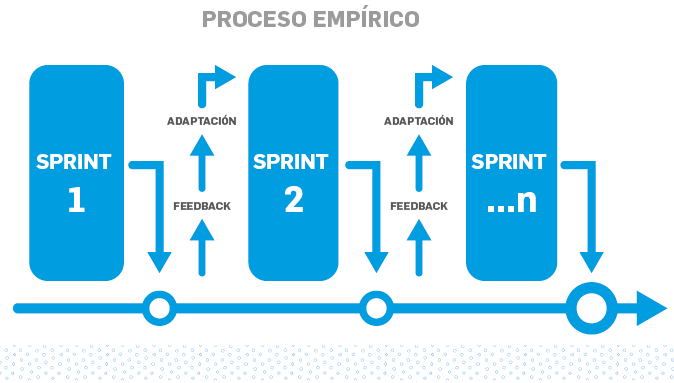 PROCESO EMPÍRICO
SPRINT
1
ADAPTACIÓN
FEEDBACK
SPRINT
2
ADAPTACIÓN
FEEDBACK
SPRINT
...n